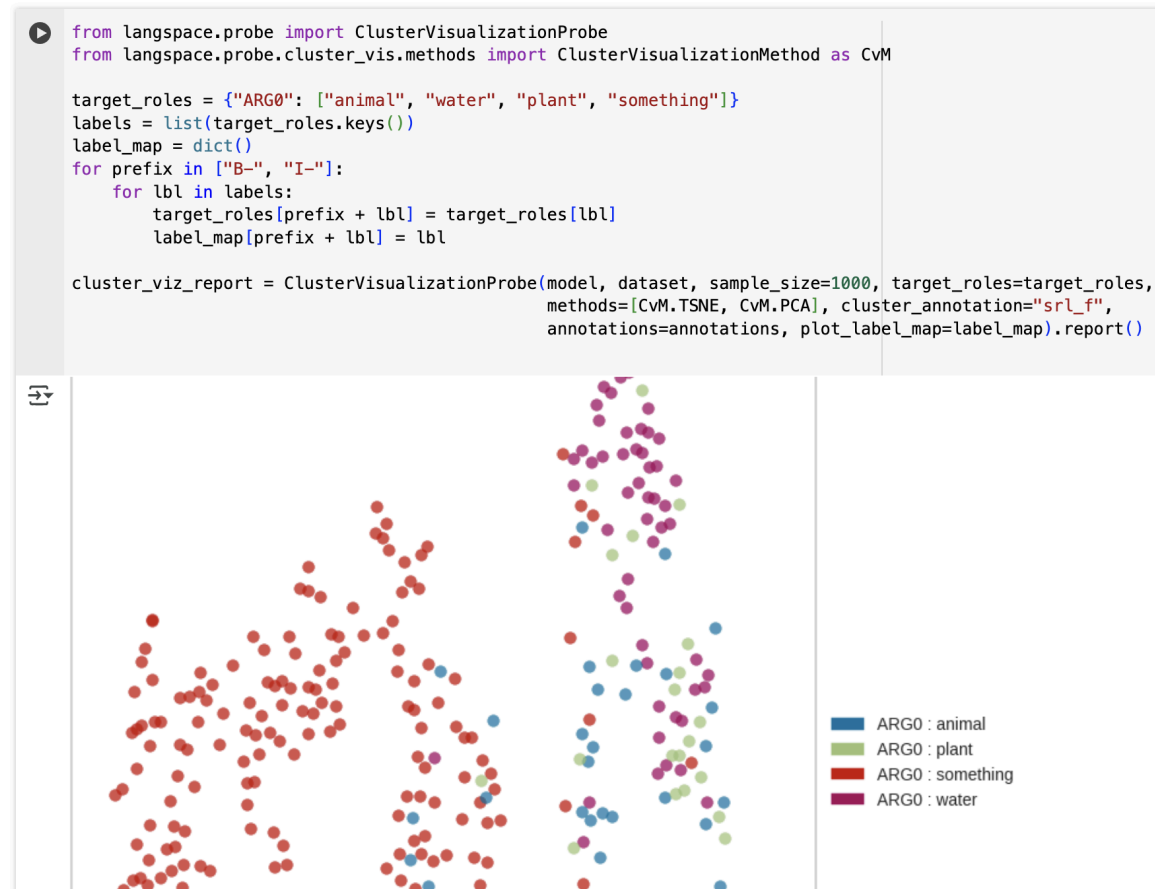 from langspace.probe import ClusterVisualizationProbe
from langspace.probe.cluster_vis.methods import ClusterVisualizationMethod as CvM

target_roles = {"ARG0": ["animal", "water", "plant", "something"]}
labels = list(target_roles.keys())
label_map = dict()
for prefix in ["B-", "I-"]:
    for lbl in labels:
        target_roles[prefix + lbl] = target_roles[lbl]
        label_map[prefix + lbl] = lbl

cluster_viz_report = ClusterVisualizationProbe(model, dataset, sample_size=1000, target_roles=target_roles,
                                               methods=[CvM.TSNE, CvM.PCA], cluster_annotation="srl_f",
                                               annotations=annotations, plot_label_map=label_map).report()
ARG0 : animal
ARG0 : plant
ARG0 : something
ARG0 : water